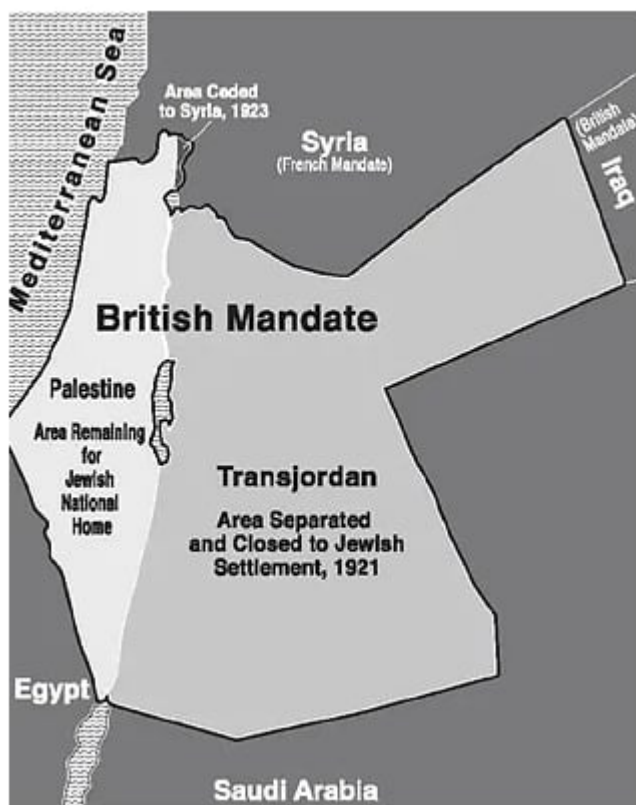 Mediterranean Sea
Area Ceded
to Syria, 1923
Syria
(French Mandate)
(British
Mandate)
Iraq
British Mandate
Palestine
Area Remaining
for
Jewish
National
Home
Transjordan
Area Separated
and Closed to Jewish
Settlement, 1921
Egypt
Saudi Arabia